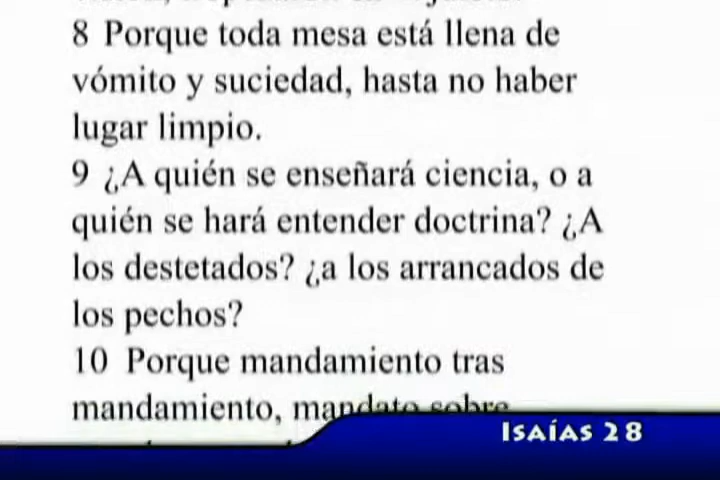 8 Porque toda mesa está llena de
vómito y suciedad, hasta no haber
lugar limpio.
9 ¿A quién se enseñará ciencia, o a
quién se hará entender doctrina? ¿A
los destetados? ¿a los arrancados de
los pechos?
10 Porque mandamiento tras
mandamiento, mandato sobre
Isaías 28